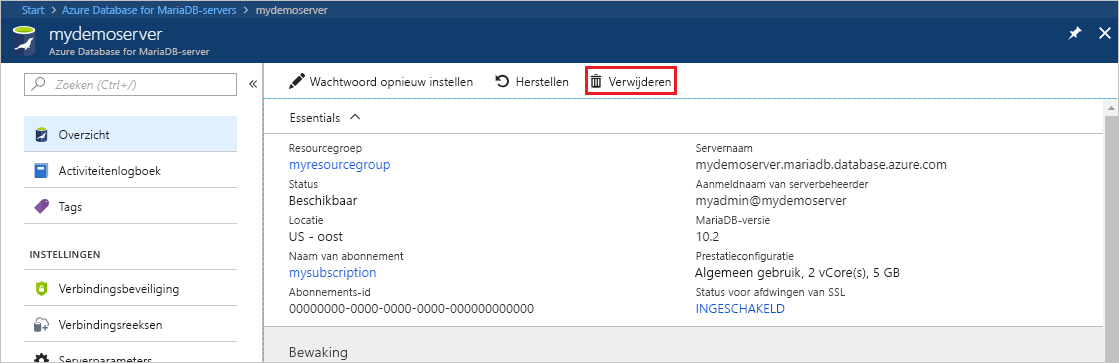 Start > Azure Database for MariaDB-servers > mydemoserver
mydemoserver
Azure Database for MariaDB-server
Zoeken (Ctrl+/)
Overzicht
Activiteitenlogboek
Tags
INSTELLINGEN
Verbindingsbeveiliging
Verbindingsreeksen
Serverparameters
Wachtwoord opnieuw instellen
Herstellen
Verwijderen
Essentials
Resourcegroep
myresourcegroup
Status
Beschikbaar
Locatie
US - oost
Naam van abonnement
mysubscription
Abonnements-id
00000000-0000-0000-0000-000000000000
Servernaam
mydemoserver.mariadb.database.azure.com
Aanmeldnaam van serverbeheerder
myadmin@mydemoserver
MariaDB-versie
10.2
Prestatieconfiguratie
Algemeen gebruik, 2 vCore(s), 5 GB
Status voor afdwingen van SSL
INGESCHAKELD
Bewaking